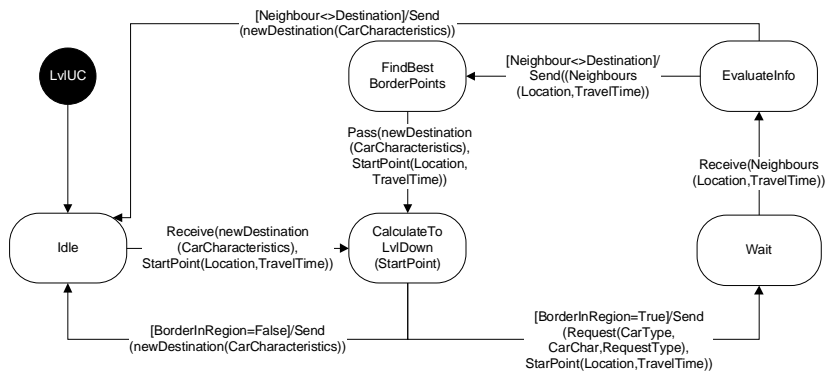 [Neighbour<>Destination]/Send
(newDestination(CarCharacteristics))
LvlUC
FindBest
BorderPoints
[Neighbour<>Destination]/
Send((Neighbours
(Location,TravelTime))
EvaluateInfo
Pass(newDestination
(CarCharacteristics),
StartPoint(Location,
TravelTime))
Receive(Neighbours
(Location,TravelTime))
Idle
Receive(newDestination
(CarCharacteristics),
StartPoint(Location,TravelTime))
CalculateTo
LvlDown
(StartPoint)
Wait
[BorderInRegion=False]/Send
(newDestination(CarCharacteristics))
[BorderInRegion=True]/Send
(Request(CarType,
CarChar,RequestType),
StarPoint(Location,TravelTime))